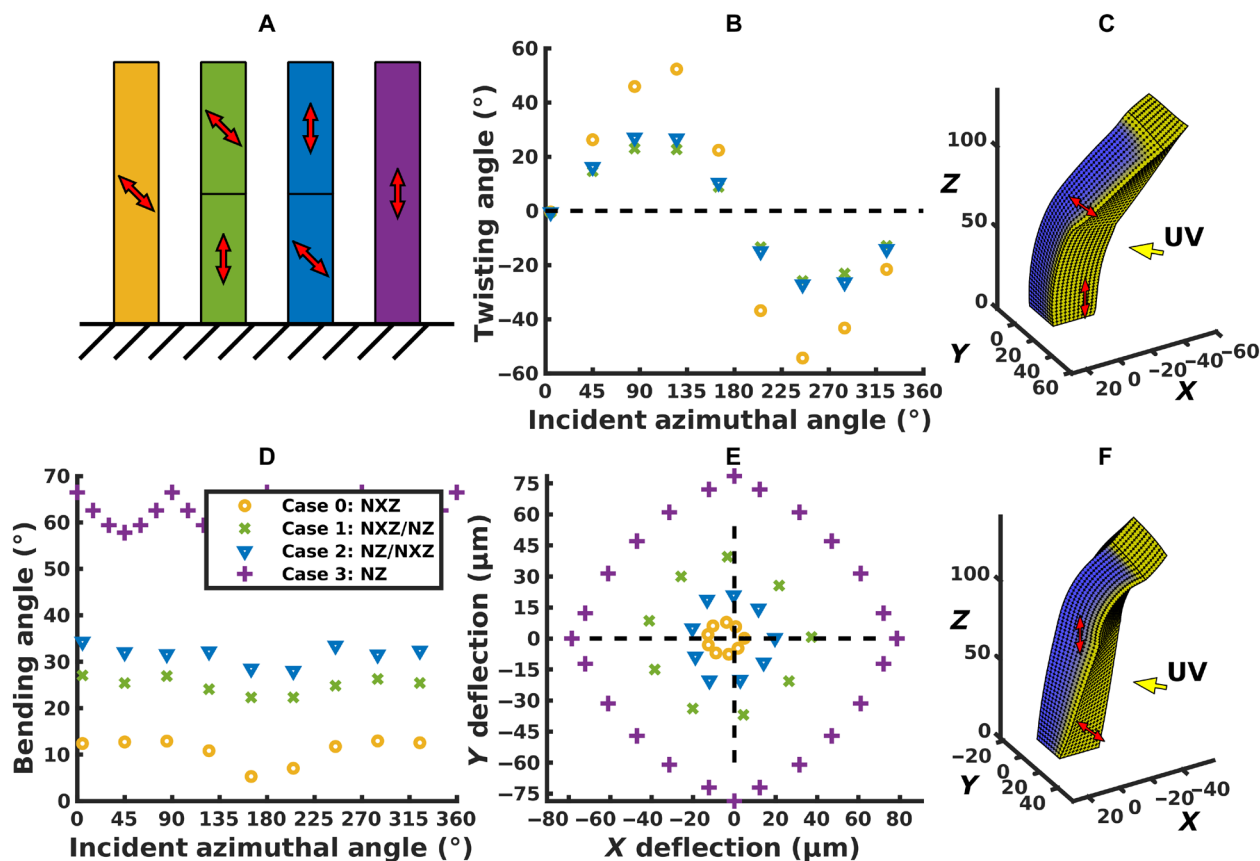 A
B
60
40
20
0
−20
−40
−60
Twisting angle (°)
0 45 90 135 180 225 270 315 360
Incident azimuthal angle (°)
C
100
50
0
Z
UV
0
20
40
60
Y
20
0
−20
−40
−60
X
D
70
60
50
40
30
20
10
0
Bending angle (°)
Case 0: NXZ
Case 1: NXZ/NZ
Case 2: NZ/NXZ
Case 3: NZ
0 45 90 135 180 225 270 315 360
Incident azimuthal angle (°)
E
75
60
45
30
15
0
−15
−30
−45
−60
−75
Y deflection (μm)
−80 −60 −40 −20 0 20 40 60 80
X deflection (μm)
F
100
50
0
Z
UV
−20
0
20
40
Y
20
0
−20
−40
X